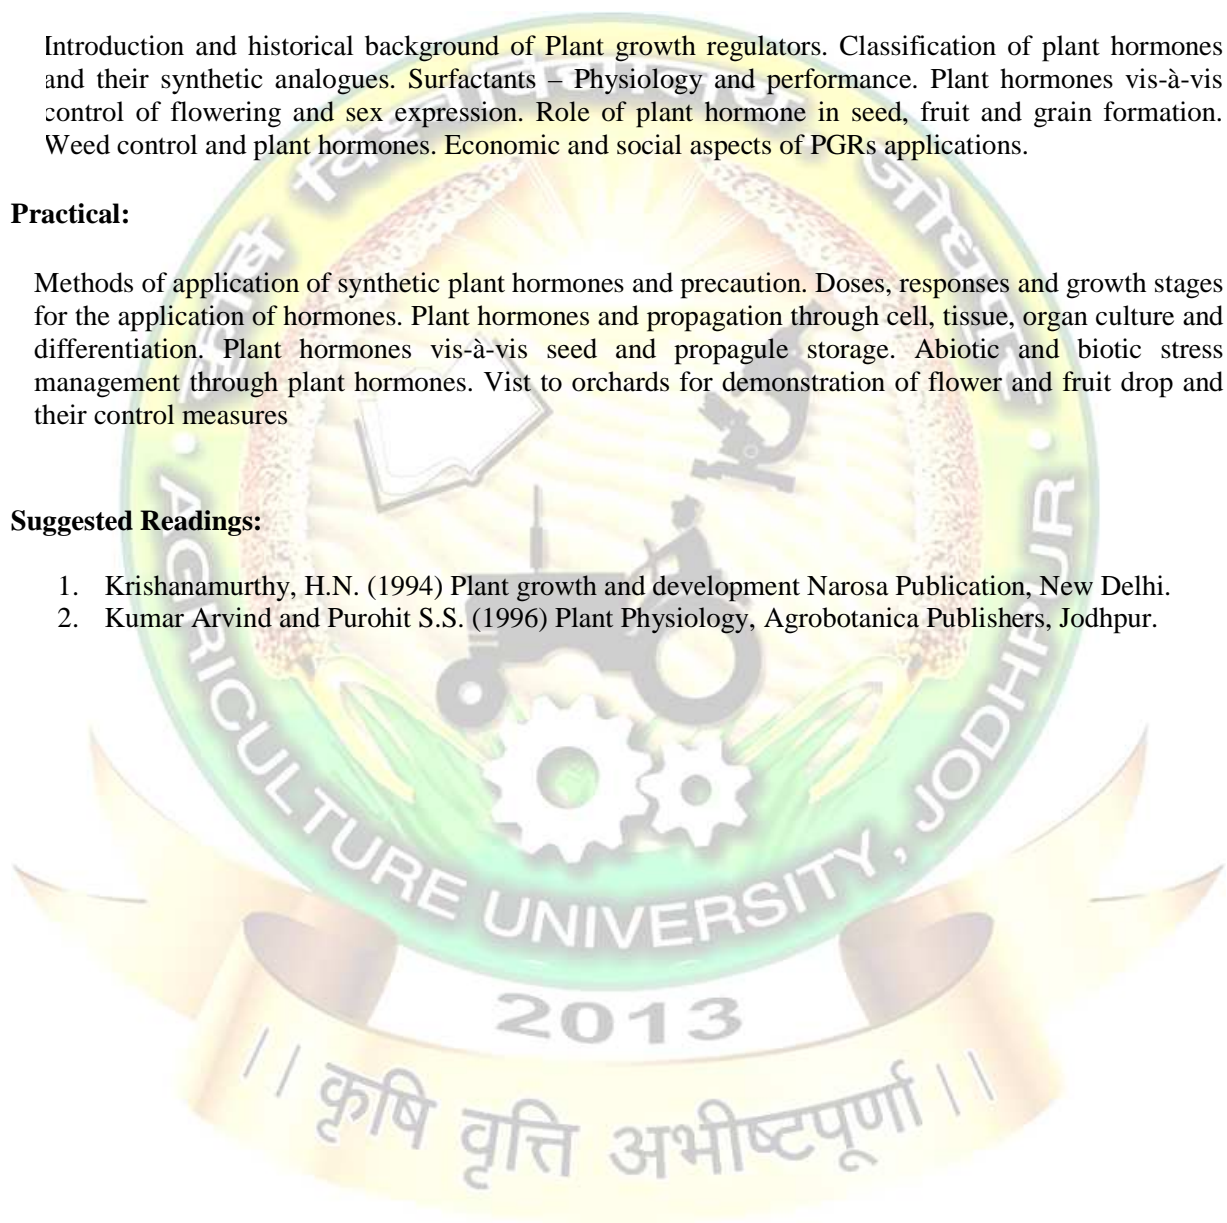 Introduction and historical background of Plant growth regulators. Classification of plant hormones
and their synthetic analogues. Surfactants – Physiology and performance. Plant hormones vis-à-vis
control of flowering and sex expression. Role of plant hormone in seed, fruit and grain formation.
Weed control and plant hormones. Economic and social aspects of PGRs applications.
Practical:
Methods of application of synthetic plant hormones and precaution. Doses, responses and growth stages
for the application of hormones. Plant hormones and propagation through cell, tissue, organ culture and
differentiation. Plant hormones vis-à-vis seed and propagule storage. Abiotic and biotic stress
management through plant hormones. Vist to orchards for demonstration of flower and fruit drop and
their control measures
Suggested Readings:
1. Krishanamurthy, H.N. (1994) Plant growth and development Narosa Publication, New Delhi.
2. Kumar Arvind and Purohit S.S. (1996) Plant Physiology, Agrobotanica Publishers, Jodhpur.
कृषि विश्वविद्यालय जोधपुर
AGRICULTURE UNIVERSITY, JODHPUR
2013
।। कृषि वृत्ति अभीष्टपूर्णा ।।